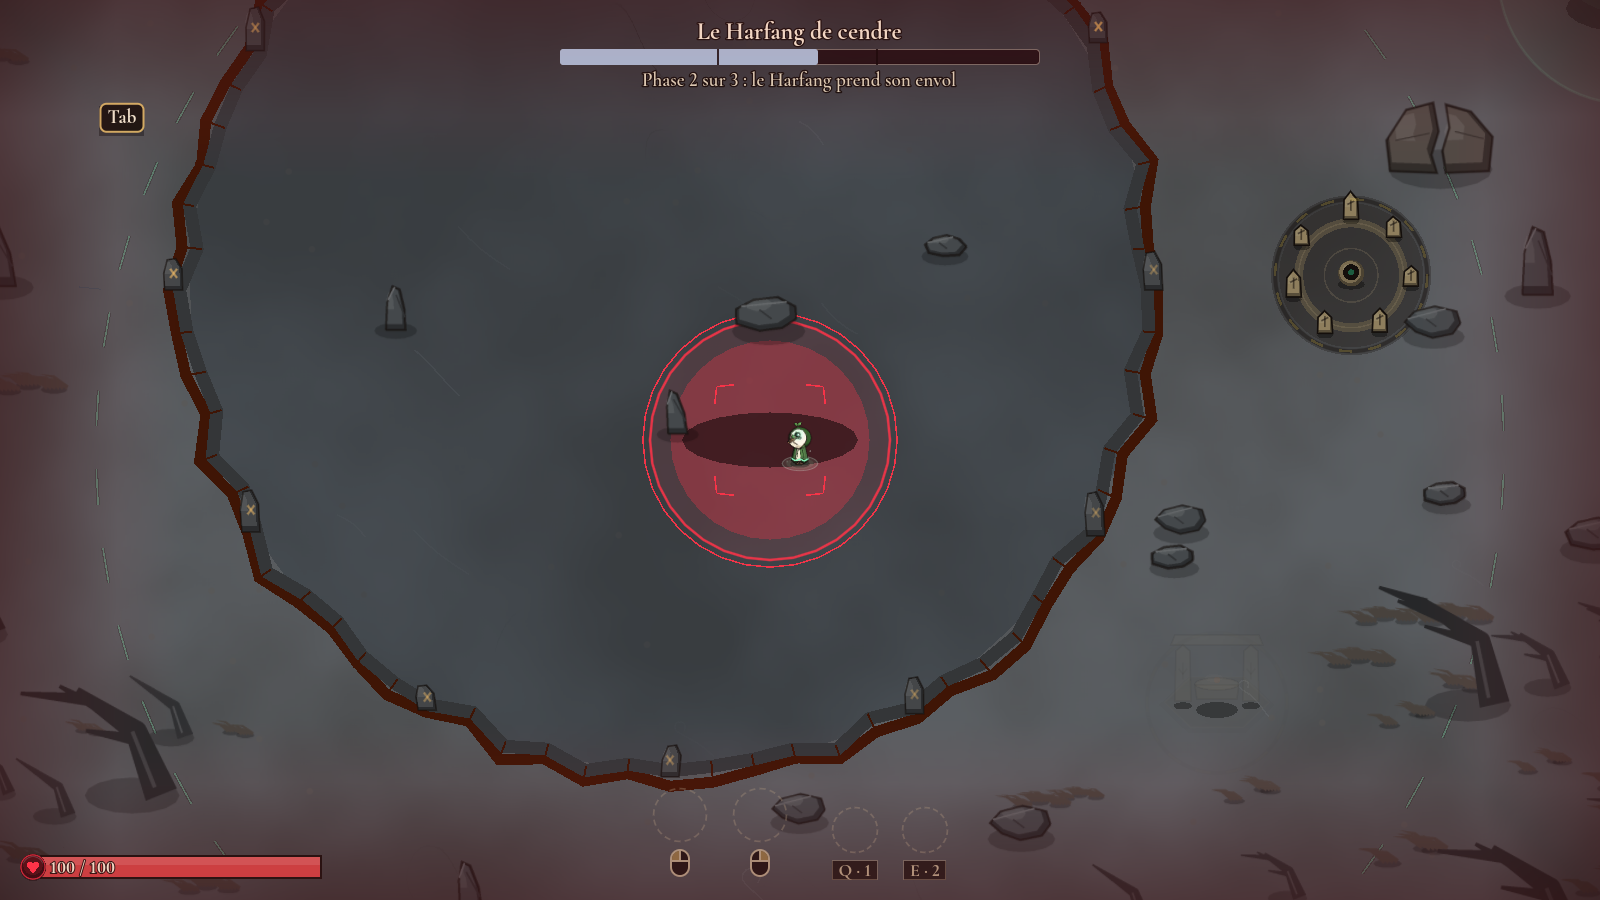 Le Harfang de cendre
Phase 2 sur 3 : le Harfang prend son envol
Tab
100 / 100
Q · 1
E · 2